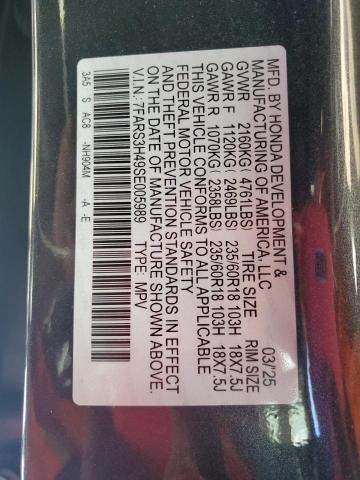 MFD. BY HONDA DEVELOPMENT &
MANUFACTURING OF AMERICA, LLC 03/25
GVWR 2160KG(4761LBS) TIRE SIZE RIM SIZE
GAWR F 1120KG(2469LBS) 235/60R18 103H 18X7.5J
GAWR R 1070KG(2358LBS) 235/60R18 103H 18X7.5J
THIS VEHICLE CONFORMS TO ALL APPLICABLE
FEDERAL MOTOR VEHICLE SAFETY
AND THEFT PREVENTION STANDARDS IN EFFECT
ON THE DATE OF MANUFACTURE SHOWN ABOVE.
V.I.N.:7FARS3H49SE005989 TYPE: MPV
3A5 S AC8 -NH904M -A -E